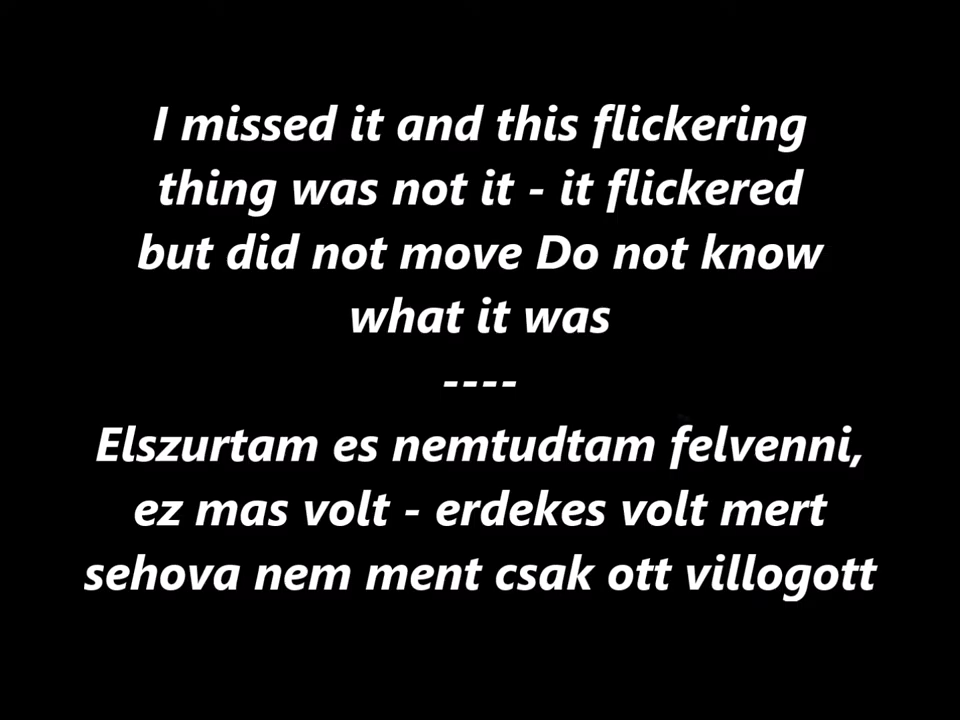 I missed it and this flickering
thing was not it - it flickered
but did not move Do not know
what it was
----
Elszurtam es nemtudtam felvenni,
ez mas volt - erdekes volt mert
sehova nem ment csak ott villogott